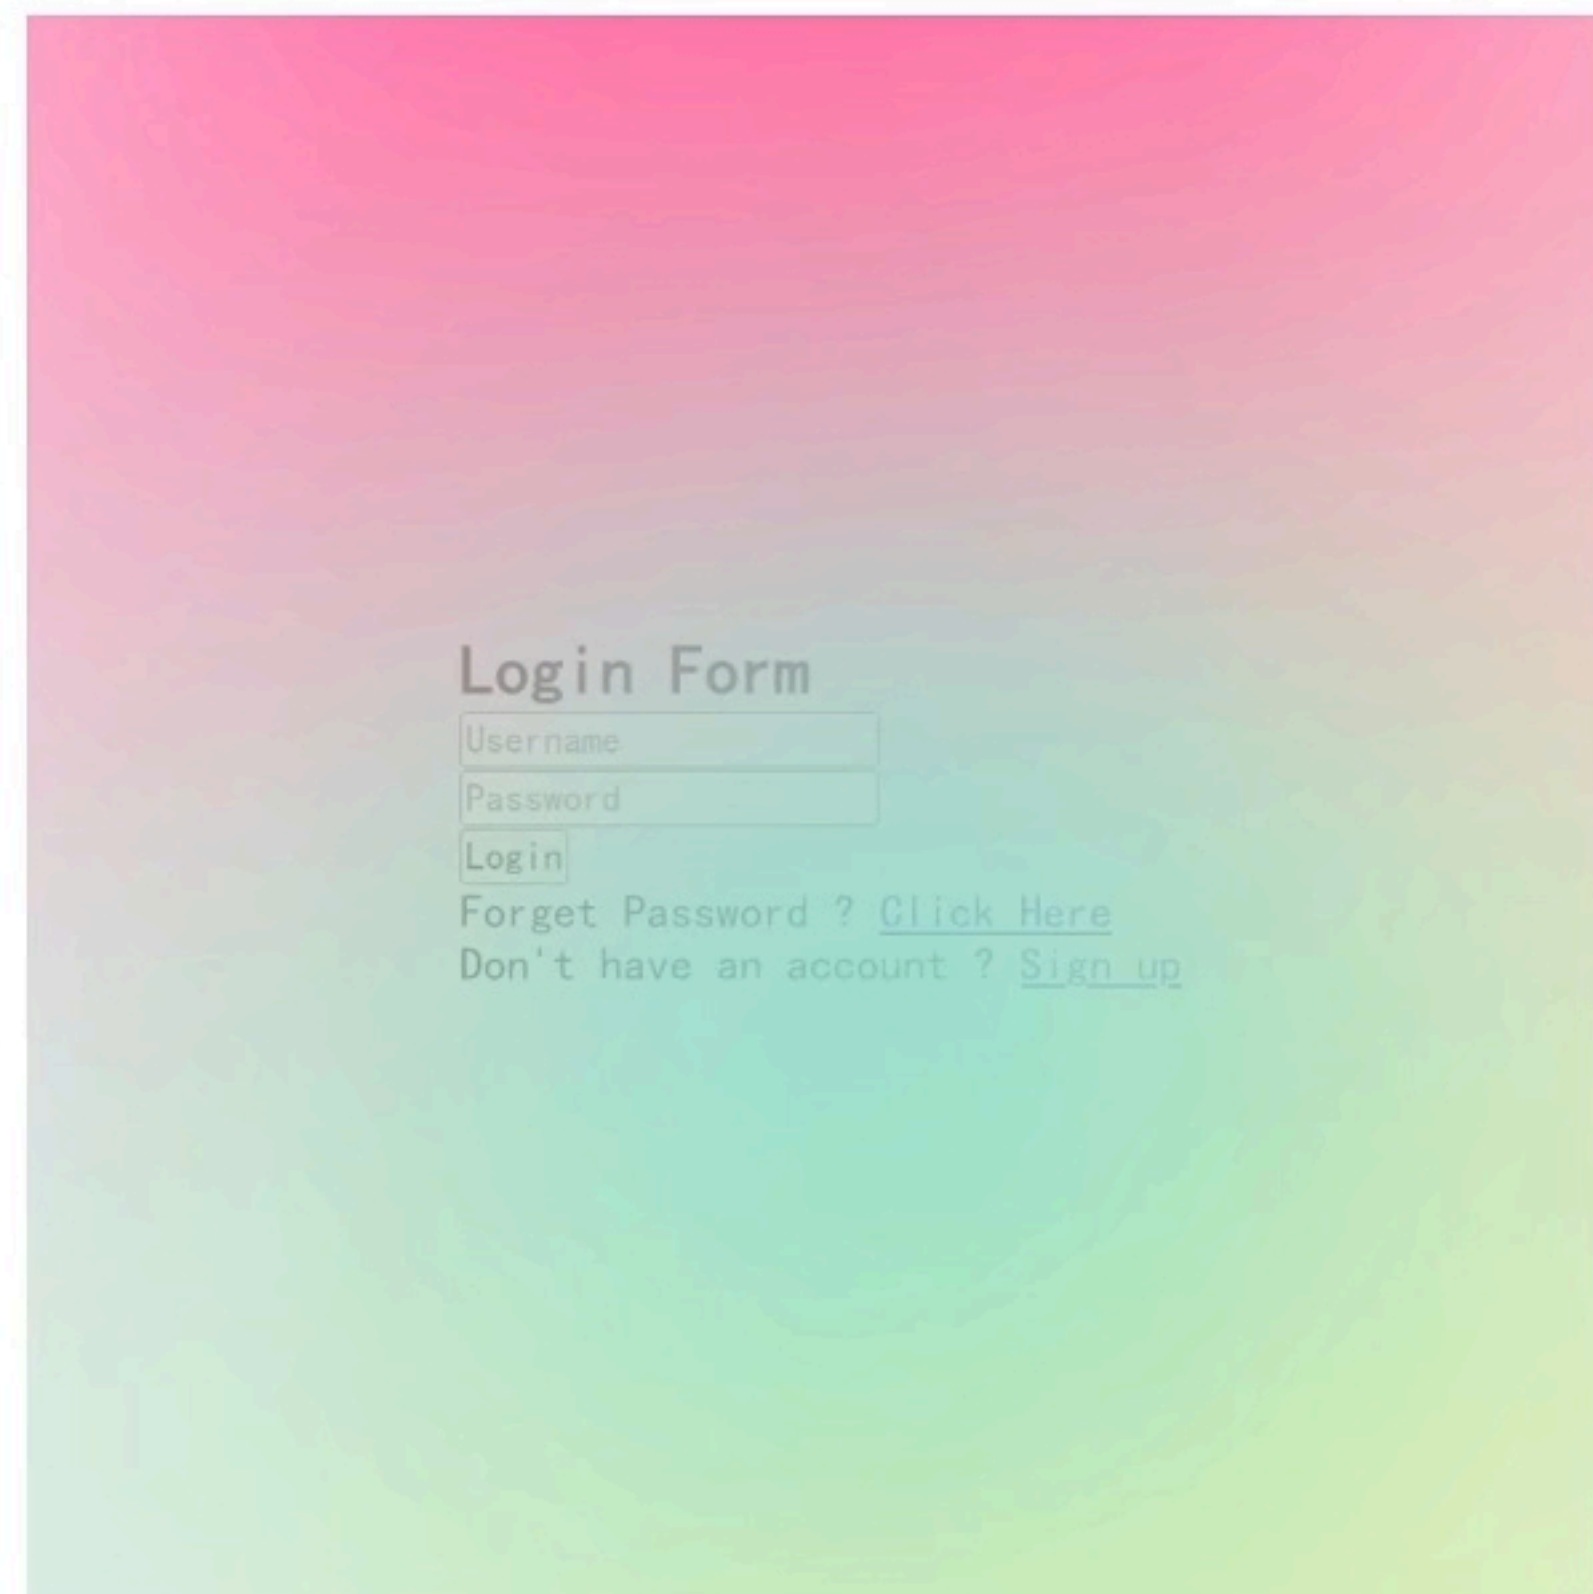 Login Form
Username
Password
Login
Forget Password ? Click Here
Don't have an account ? Sign up